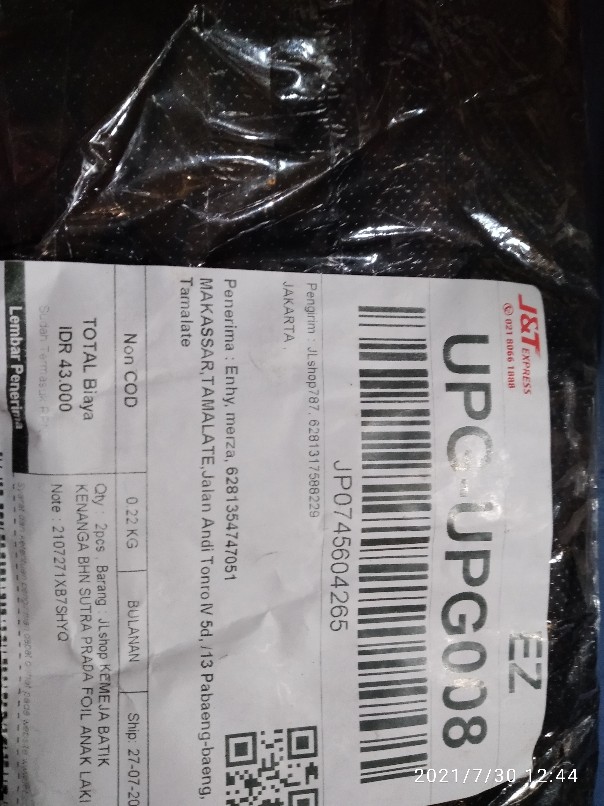 J&T EXPRESS
021 8066 1888
EZ
UPG-UPG008
JP0745604265
Pengirim : JLshop787, 6281317588229
JAKARTA ,
Penerima : Enhy, merza, 6281354747051
MAKASSAR,TAMALATE,Jalan Andi Tonro IV 5d, /13 Pabaeng-baeng,
Tamalate
Non COD
0.22 KG
BULANAN
Ship: 27-07-20
TOTAL Biaya
IDR 43.000
Qty : 2pcs , Barang : JLshop KEMEJA BATIK
KENANGA BHN SUTRA PRADA FOIL ANAK LAKI
Note : 2107271XB7SHYQ
Sudah Termasuk
Lembar Penerima
2021/7/30 12:44